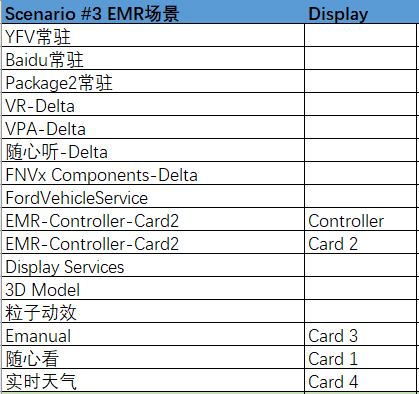 Scenario #3 EMR场景 Display
YFV常驻
Baidu常驻
Package2常驻
VR-Delta
VPA-Delta
随心听-Delta
FNVx Components-Delta
FordVehicleService
EMR-Controller-Card2 Controller
EMR-Controller-Card2 Card 2
Display Services
3D Model
粒子动效
Emanual Card 3
随心看 Card 1
实时天气 Card 4